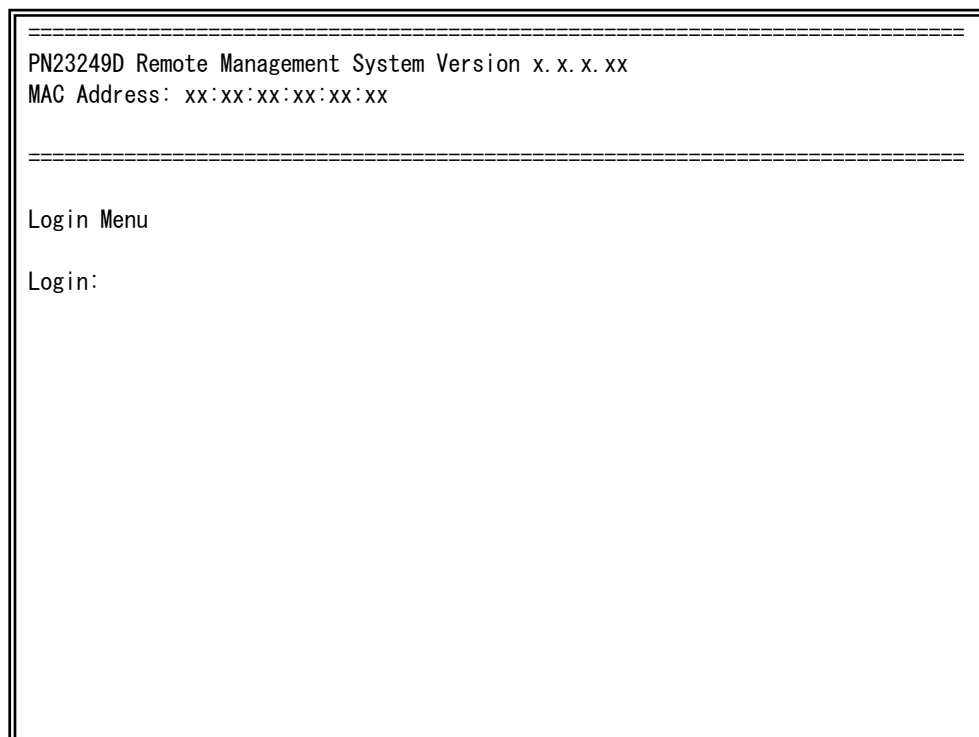 ==============================================================================
PN23249D Remote Management System Version x.x.x.xx
MAC Address: xx:xx:xx:xx:xx:xx
==============================================================================
Login Menu
Login: